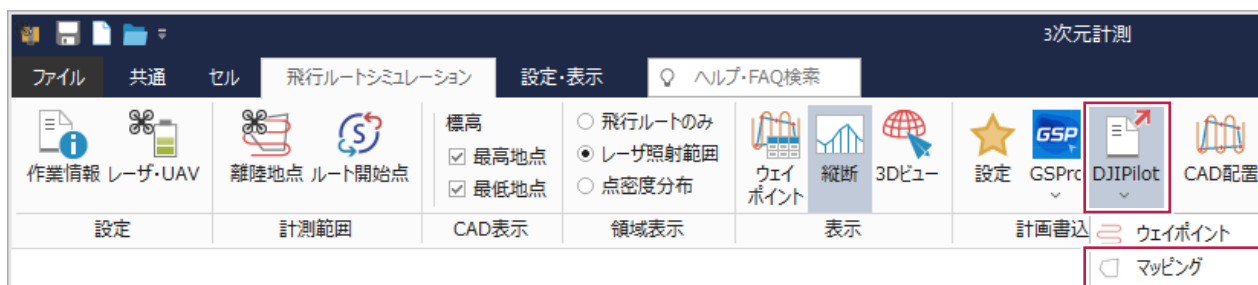 3次元計測
ファイル 共通 セル 飛行ルートシミュレーション 設定・表示 ヘルプ・FAQ検索
作業情報 レーザ・UAV 離陸地点 ルート開始点 標高 最高地点 最低地点 飛行ルートのみ レーザ照射範囲 点密度分布 ウェイポイント 縦断 3Dビュー 設定 GSP GSPrc DJIPilot CAD配置
設定 計測範囲 CAD表示 領域表示 表示 計画書込
ウェイポイント
マッピング